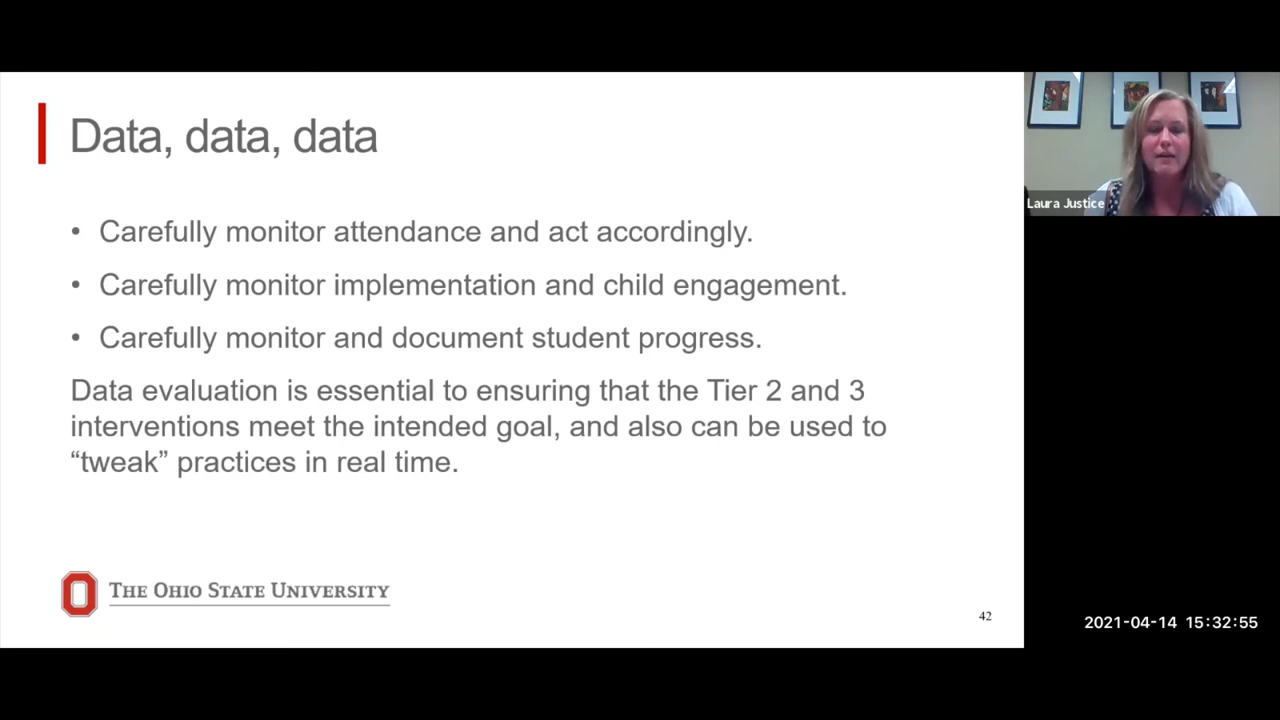 Data, data, data
• Carefully monitor attendance and act accordingly.
• Carefully monitor implementation and child engagement.
• Carefully monitor and document student progress.
Data evaluation is essential to ensuring that the Tier 2 and 3
interventions meet the intended goal, and also can be used to
“tweak” practices in real time.
THE OHIO STATE UNIVERSITY
42
Laura Justice
2021-04-14 15:32:55